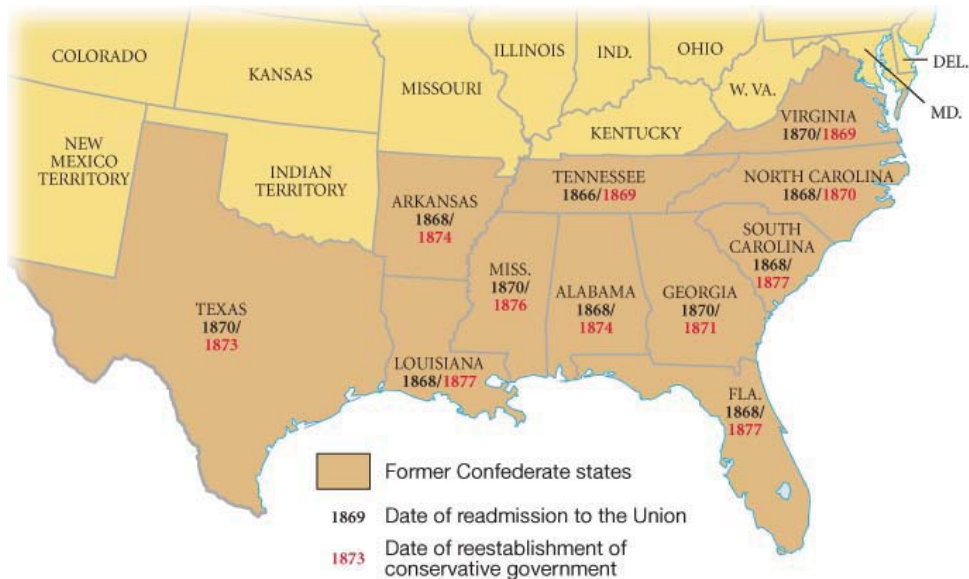 COLORADO
KANSAS
MISSOURI
ILLINOIS
IND.
OHIO
W. VA.
DEL.
MD.
KENTUCKY
VIRGINIA
1870/1869
NEW
MEXICO
TERRITORY
INDIAN
TERRITORY
ARKANSAS
1868/
1874
TENNESSEE
1866/1869
NORTH CAROLINA
1868/1870
SOUTH
CAROLINA
1868/
1877
TEXAS
1870/
1873
MISS.
1870/
1876
ALABAMA
1868/
1874
GEORGIA
1870/
1871
LOUISIANA
1868/1877
FLA.
1868/
1877
Former Confederate states
1869 Date of readmission to the Union
1873 Date of reestablishment of
conservative government